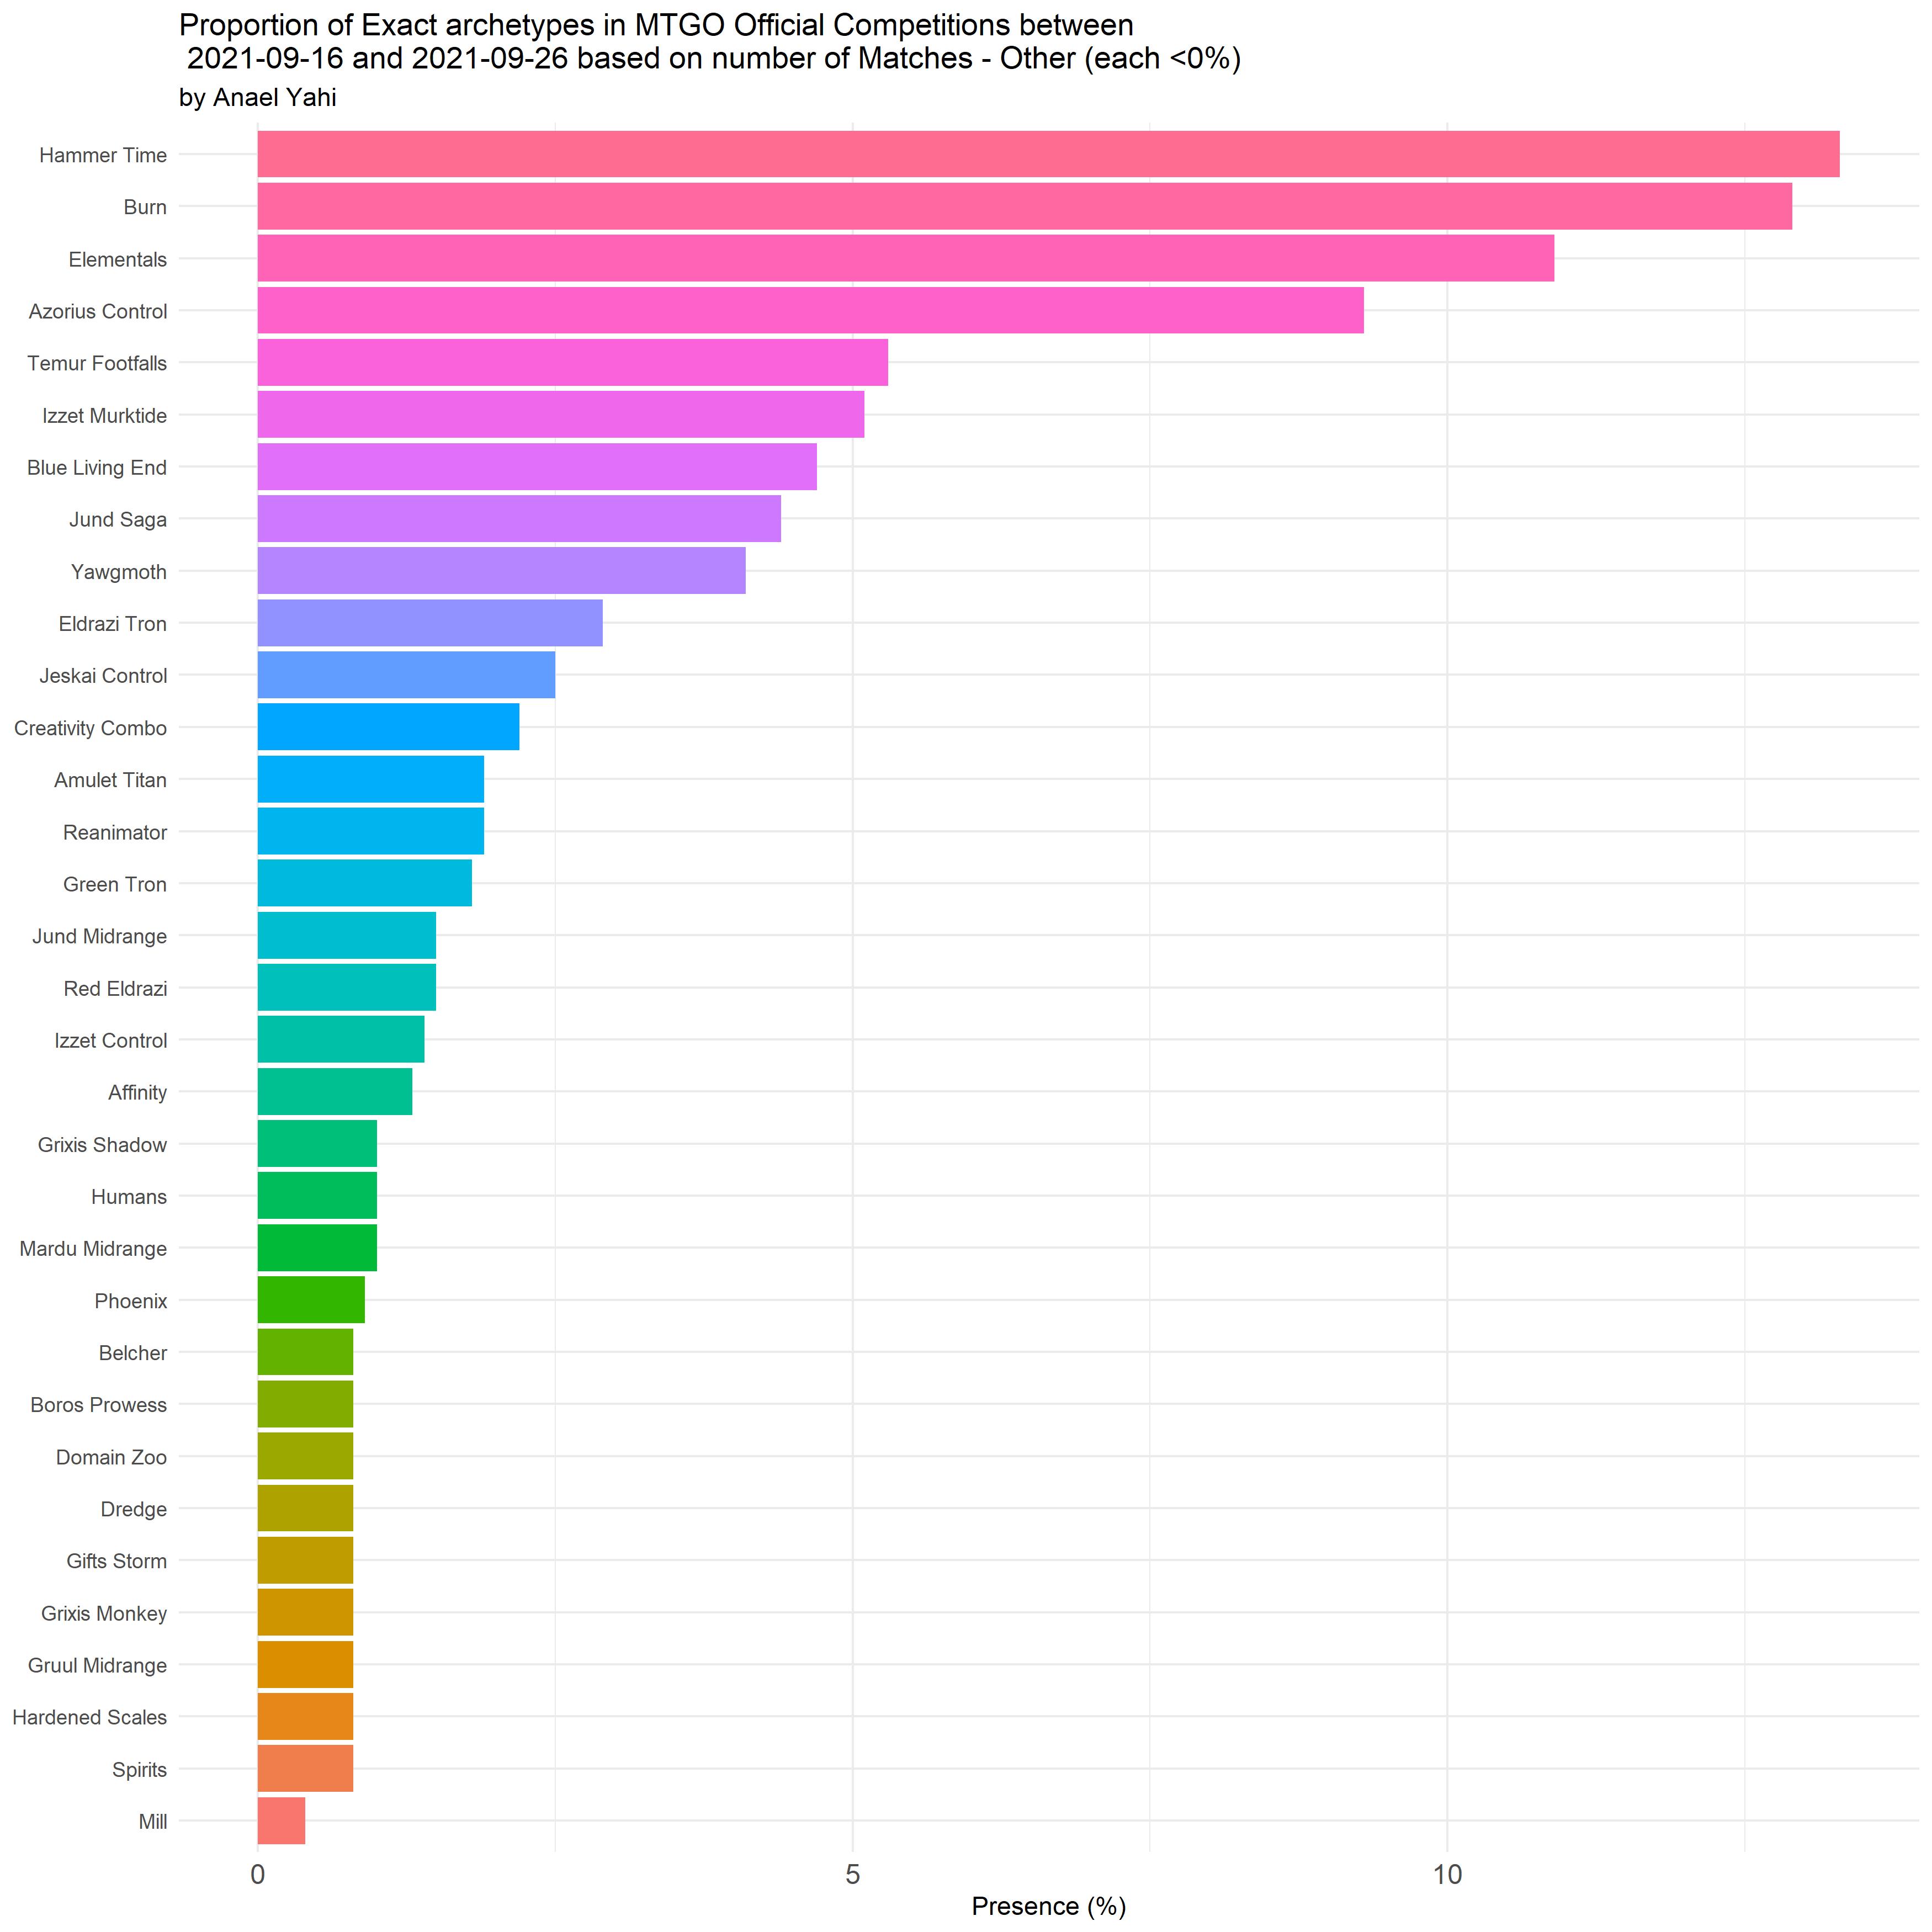 Proportion of Exact archetypes in MTGO Official Competitions between
2021-09-16 and 2021-09-26 based on number of Matches - Other (each <0%)
by Anael Yahi
Hammer Time
Burn
Elementals
Azorius Control
Temur Footfalls
Izzet Murktide
Blue Living End
Jund Saga
Yawgmoth
Eldrazi Tron
Jeskai Control
Creativity Combo
Amulet Titan
Reanimator
Green Tron
Jund Midrange
Red Eldrazi
Izzet Control
Affinity
Grixis Shadow
Humans
Mardu Midrange
Phoenix
Belcher
Boros Prowess
Domain Zoo
Dredge
Gifts Storm
Grixis Monkey
Gruul Midrange
Hardened Scales
Spirits
Mill
0 5 10
Presence (%)